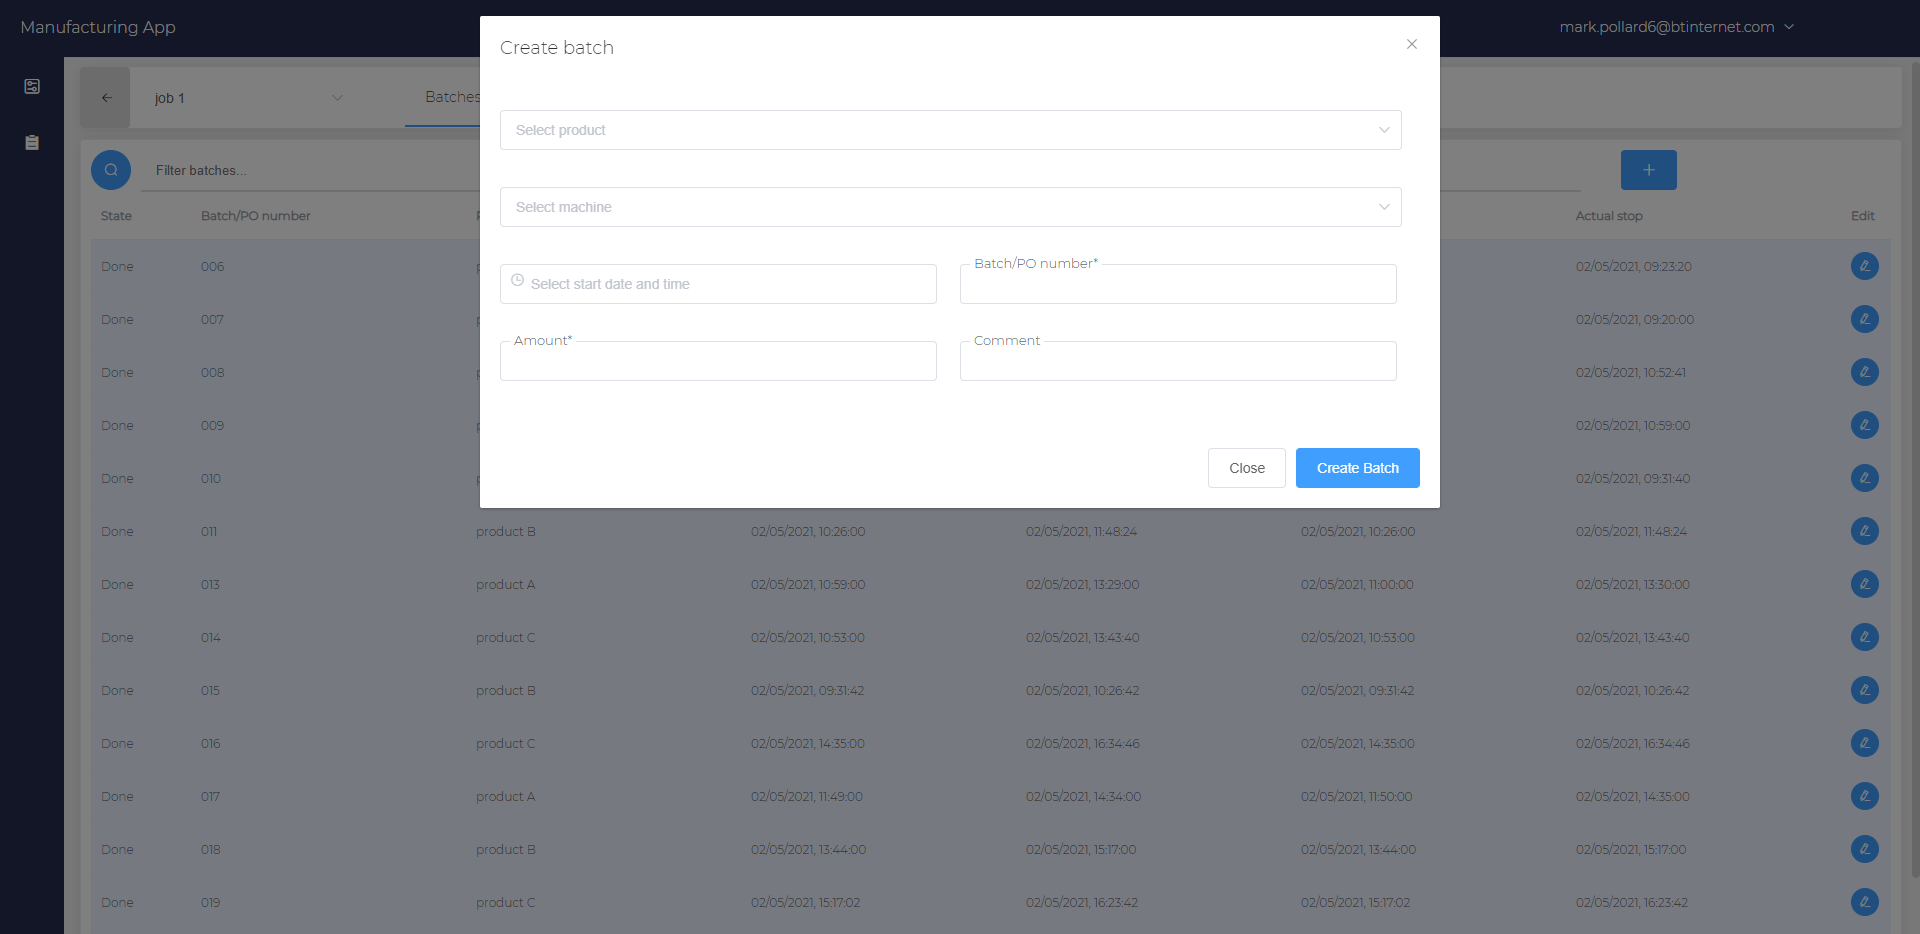 Manufacturing App
mark.pollard6@btinternet.com
job 1
Batches
Create batch
Select product
Select machine
Select start date and time
Batch/PO number*
Amount*
Comment
Close
Create Batch
Filter batches...
State Batch/PO number Actual stop Edit
Done 006 02/05/2021, 09:23:20
Done 007 02/05/2021, 09:20:00
Done 008 02/05/2021, 10:52:41
Done 009 02/05/2021, 10:59:00
Done 010 02/05/2021, 09:31:40
Done 011 product B 02/05/2021, 10:26:00 02/05/2021, 11:48:24 02/05/2021, 10:26:00 02/05/2021, 11:48:24
Done 013 product A 02/05/2021, 10:59:00 02/05/2021, 13:29:00 02/05/2021, 11:00:00 02/05/2021, 13:30:00
Done 014 product C 02/05/2021, 10:53:00 02/05/2021, 13:43:40 02/05/2021, 10:53:00 02/05/2021, 13:43:40
Done 015 product B 02/05/2021, 09:31:42 02/05/2021, 10:26:42 02/05/2021, 09:31:42 02/05/2021, 10:26:42
Done 016 product C 02/05/2021, 14:35:00 02/05/2021, 16:34:46 02/05/2021, 14:35:00 02/05/2021, 16:34:46
Done 017 product A 02/05/2021, 11:49:00 02/05/2021, 14:34:00 02/05/2021, 11:50:00 02/05/2021, 14:35:00
Done 018 product B 02/05/2021, 13:44:00 02/05/2021, 15:17:00 02/05/2021, 13:44:00 02/05/2021, 15:17:00
Done 019 product C 02/05/2021, 15:17:02 02/05/2021, 16:23:42 02/05/2021, 15:17:02 02/05/2021, 16:23:42